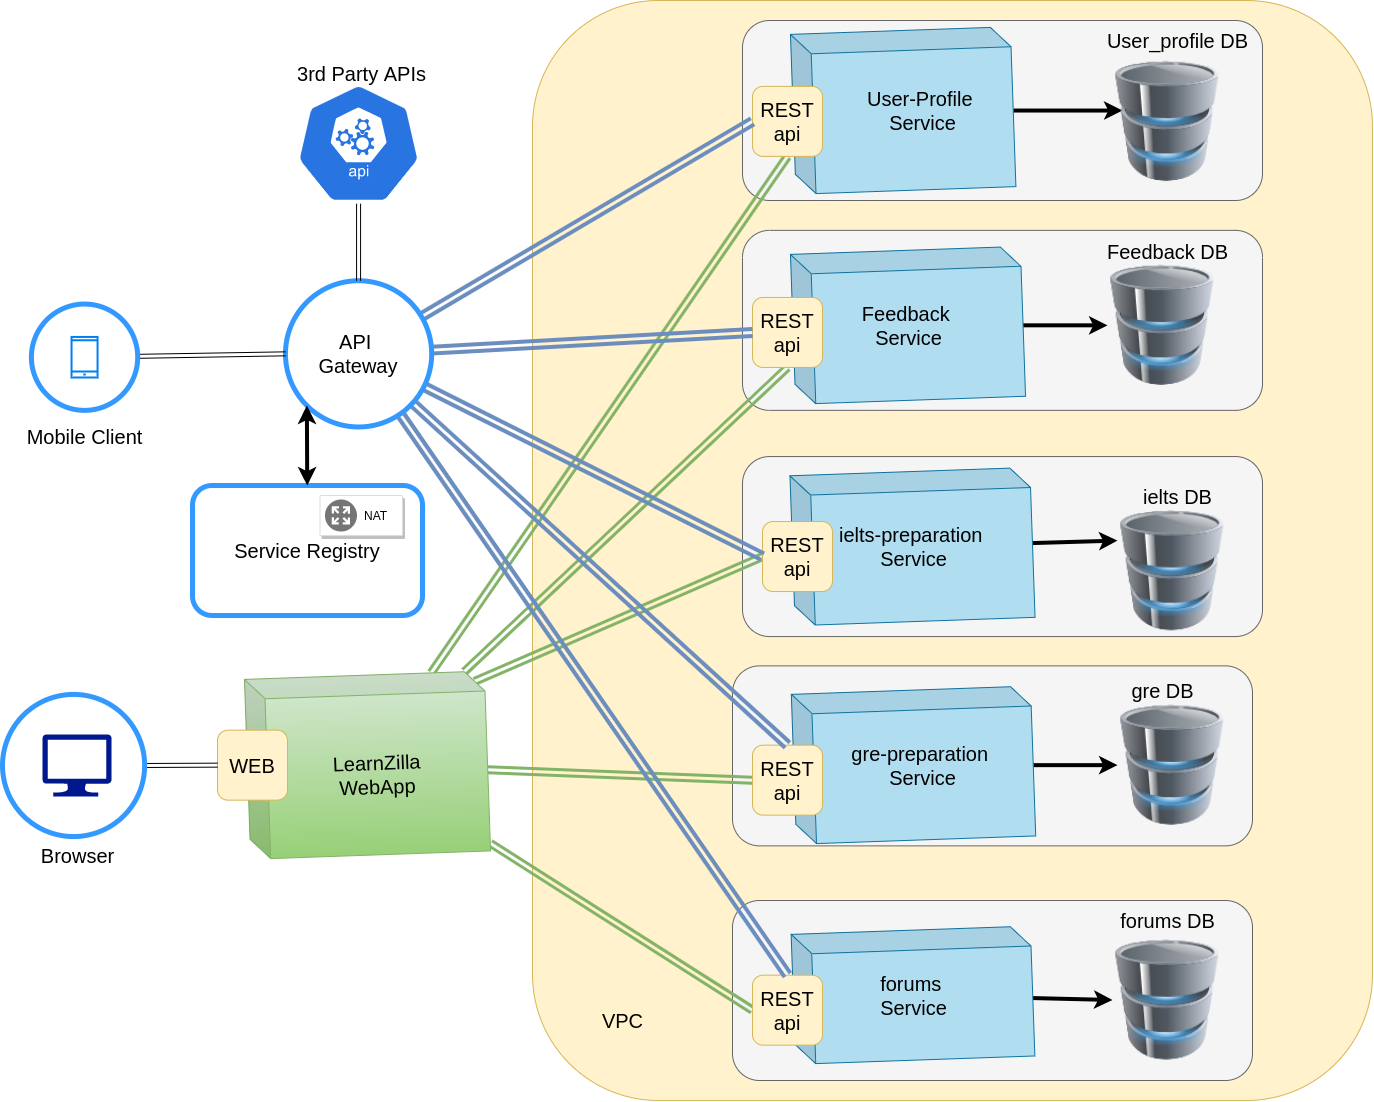 3rd Party APIs
api
API
Gateway
Mobile Client
NAT
Service Registry
WEB
LearnZilla
WebApp
Browser
VPC
User_profile DB
REST
api
User-Profile
Service
Feedback DB
REST
api
Feedback
Service
ielts DB
REST
api
ielts-preparation
Service
gre DB
REST
api
gre-preparation
Service
forums DB
REST
api
forums
Service